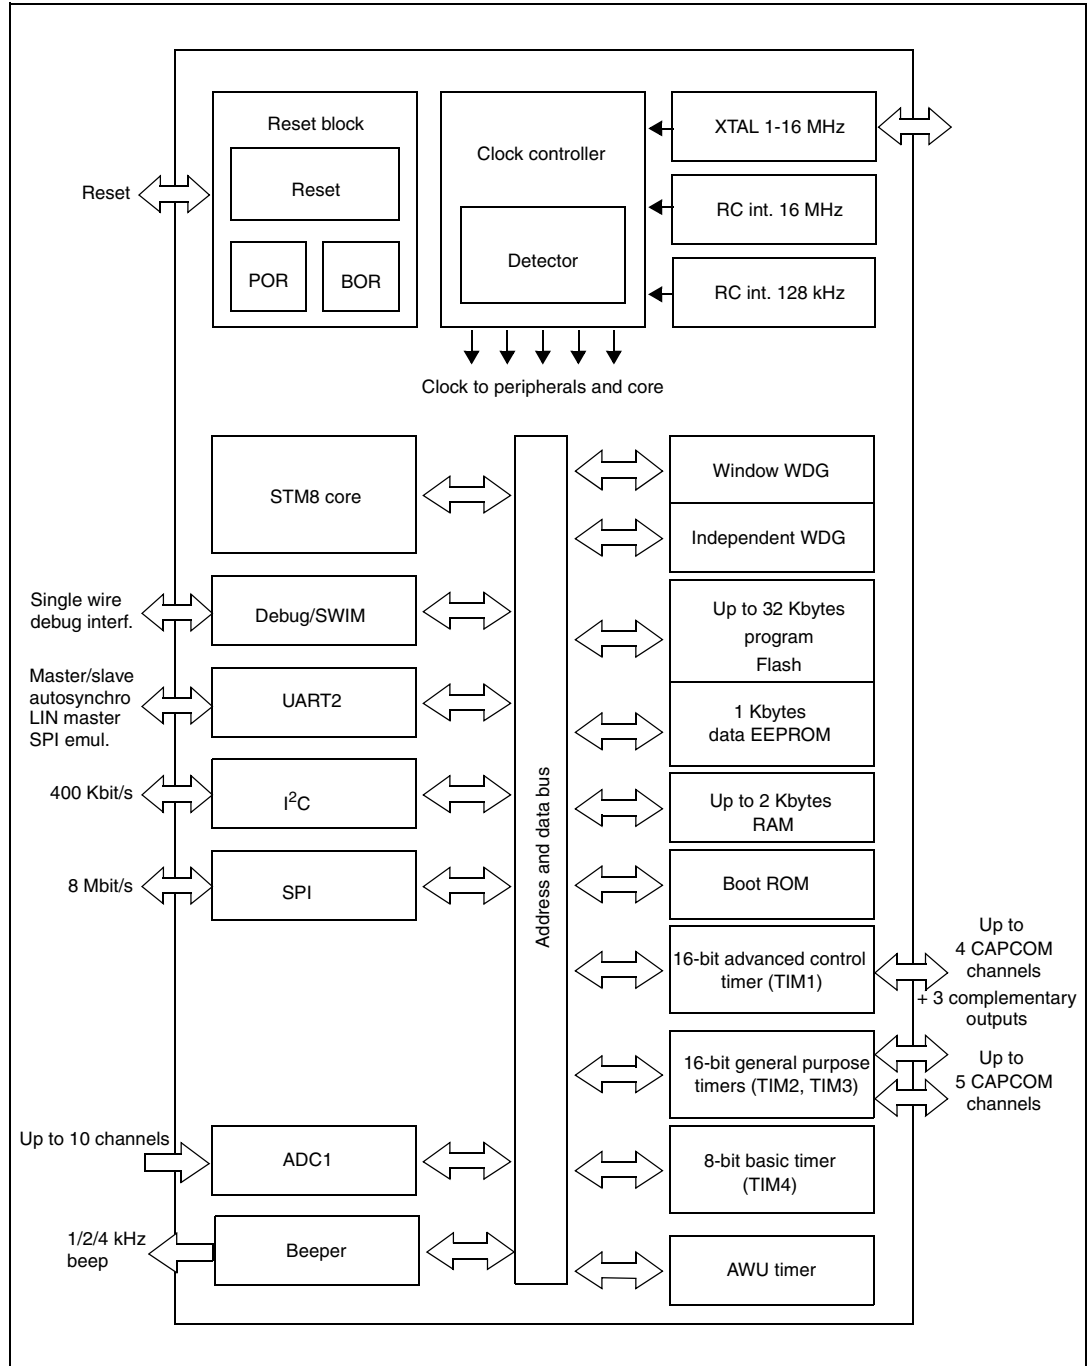 Reset block
Reset
POR
BOR
Reset
Clock controller
Detector
XTAL 1-16 MHz
RC int. 16 MHz
RC int. 128 kHz
Clock to peripherals and core
STM8 core
Single wire
debug interf.
Debug/SWIM
Master/slave
autosynchro
LIN master
SPI emul.
UART2
400 Kbit/s
I²C
8 Mbit/s
SPI
Up to 10 channels
ADC1
1/2/4 kHz
beep
Beeper
Address and data bus
Window WDG
Independent WDG
Up to 32 Kbytes
program
Flash
1 Kbytes
data EEPROM
Up to 2 Kbytes
RAM
Boot ROM
16-bit advanced control
timer (TIM1)
Up to
4 CAPCOM
channels
+ 3 complementary
outputs
16-bit general purpose
timers (TIM2, TIM3)
Up to
5 CAPCOM
channels
8-bit basic timer
(TIM4)
AWU timer